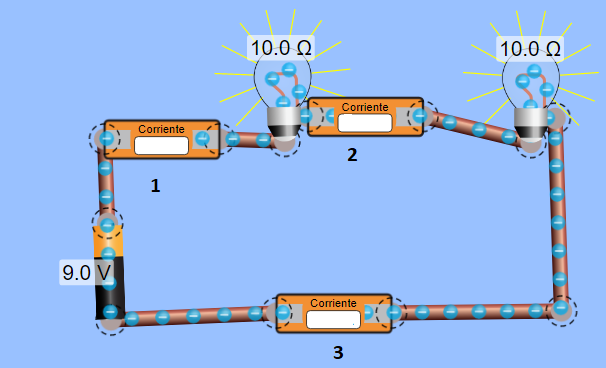 10.0 Ω
10.0 Ω
Corriente
2
Corriente
1
9.0 V
Corriente
3